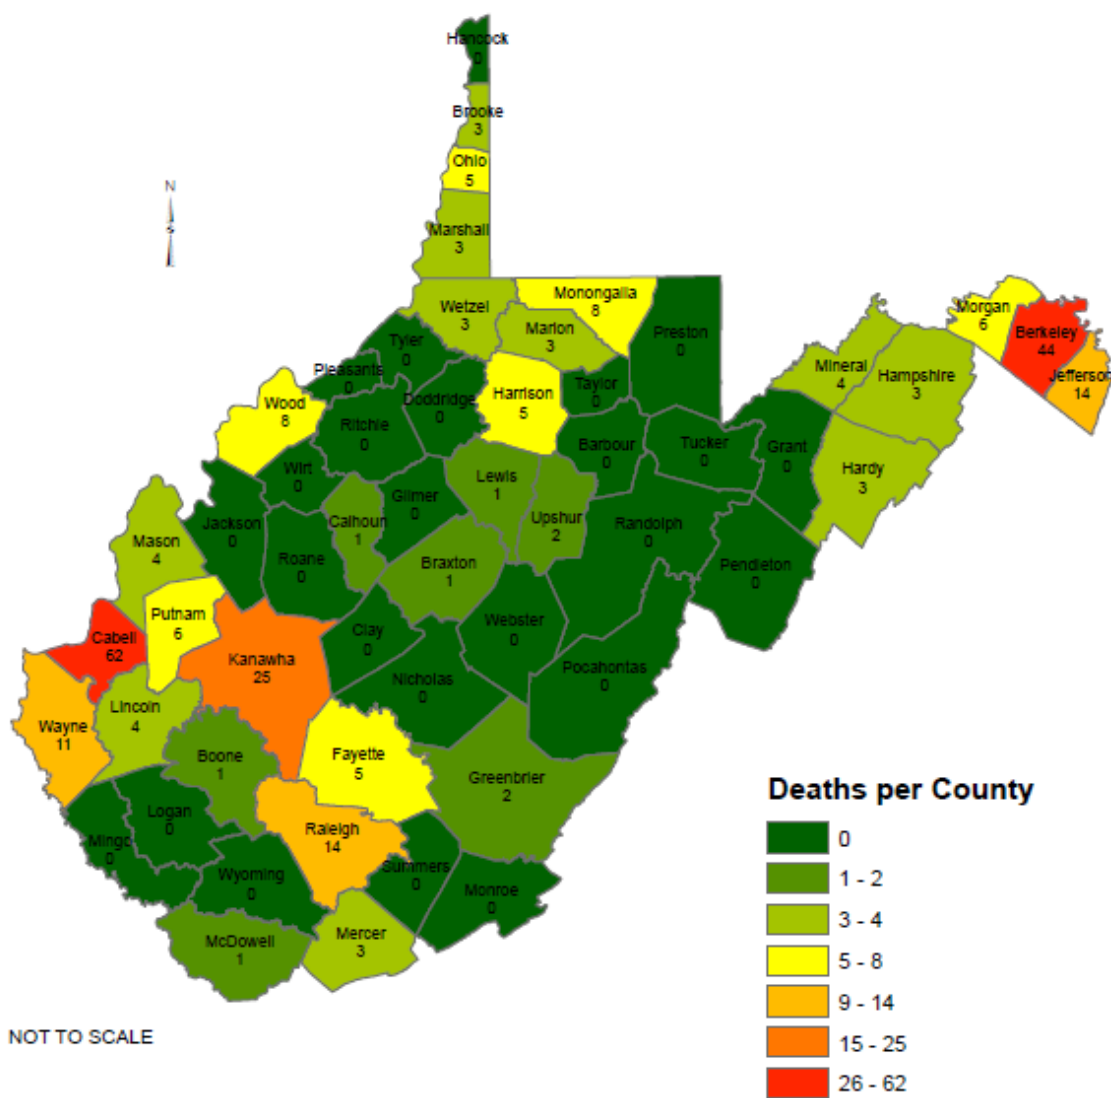 Hancock
0
Brooke
3
Ohio
5
N
Marshall
3
Wetzel
3
Monongalia
8
Marion
3
Preston
0
Morgan
6
Berkeley
44
Jefferson
14
Mineral
4
Hampshire
3
Tyler
0
Pleasants
0
Doddridge
0
Harrison
5
Taylor
0
Wood
8
Ritchie
0
Barbour
0
Tucker
0
Grant
0
Hardy
3
Wirt
0
Lewis
1
Gilmer
0
Calhoun
1
Upshur
2
Randolph
0
Jackson
0
Mason
4
Roane
0
Braxton
1
Pendleton
0
Putnam
6
Webster
0
Clay
0
Cabell
62
Kanawha
25
Pocahontas
0
Nicholas
0
Lincoln
4
Wayne
11
Boone
1
Fayette
5
Greenbrier
2
Logan
0
Mingo
0
Raleigh
14
Wyoming
0
Summers
0
Monroe
0
McDowell
1
Mercer
3
Deaths per County
0
1 - 2
3 - 4
5 - 8
9 - 14
15 - 25
26 - 62
NOT TO SCALE